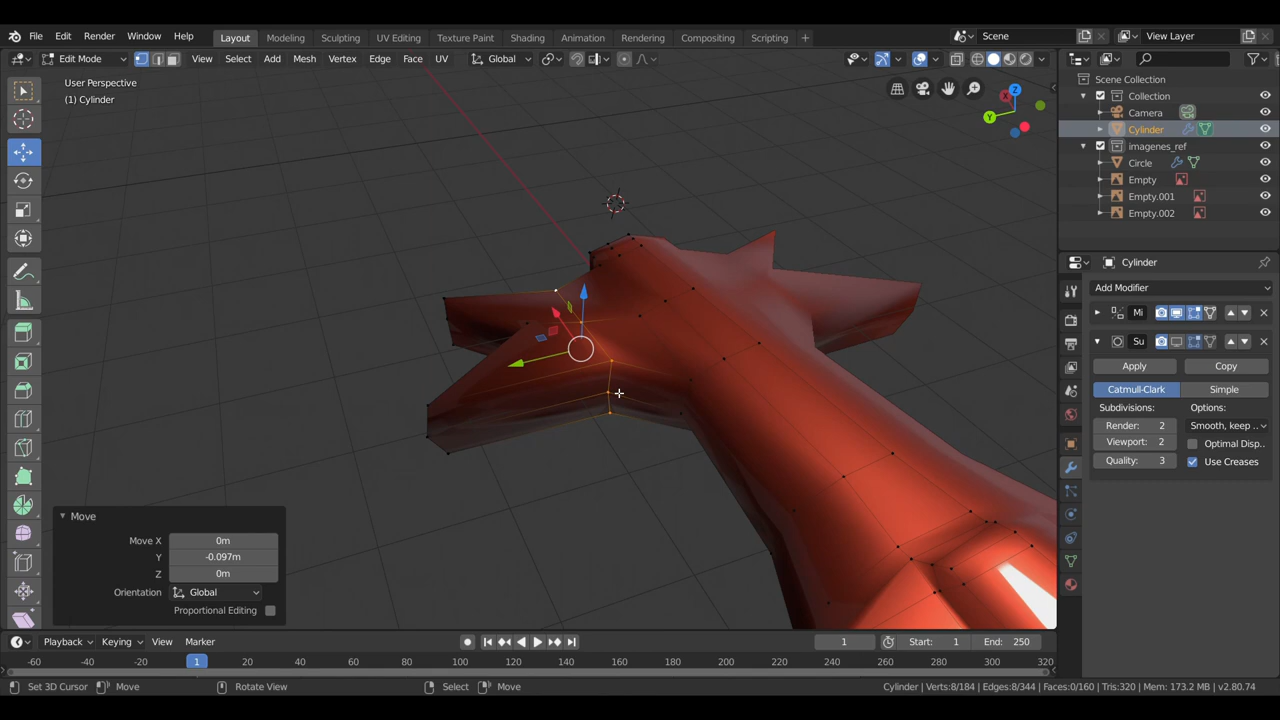 File Edit Render Window Help Layout Modeling Sculpting UV Editing Texture Paint Shading Animation Rendering Compositing Scripting + Scene View Layer
Edit Mode View Select Add Mesh Vertex Edge Face UV Global
User Perspective
(1) Cylinder
Z
Y
X
Scene Collection
Collection
Camera
Cylinder
imagenes_ref
Circle
Empty
Empty.001
Empty.002
Cylinder
Add Modifier
Mi
Su
Apply Copy
Catmull-Clark Simple
Subdivisions: Options:
Render: 2 Smooth, keep ..
Viewport: 2 Optimal Disp..
Quality: 3 Use Creases
Move
Move X 0m
Y -0.097m
Z 0m
Orientation Global
Proportional Editing
Playback Keying View Marker 1 Start: 1 End: 250
-60 -40 -20 1 20 40 60 80 100 120 140 160 180 200 220 240 260 280 300 320
Set 3D Cursor Move Rotate View Select Move Cylinder | Verts:8/184 | Edges:8/344 | Faces:0/160 | Tris:320 | Mem: 173.2 MB | v2.80.74